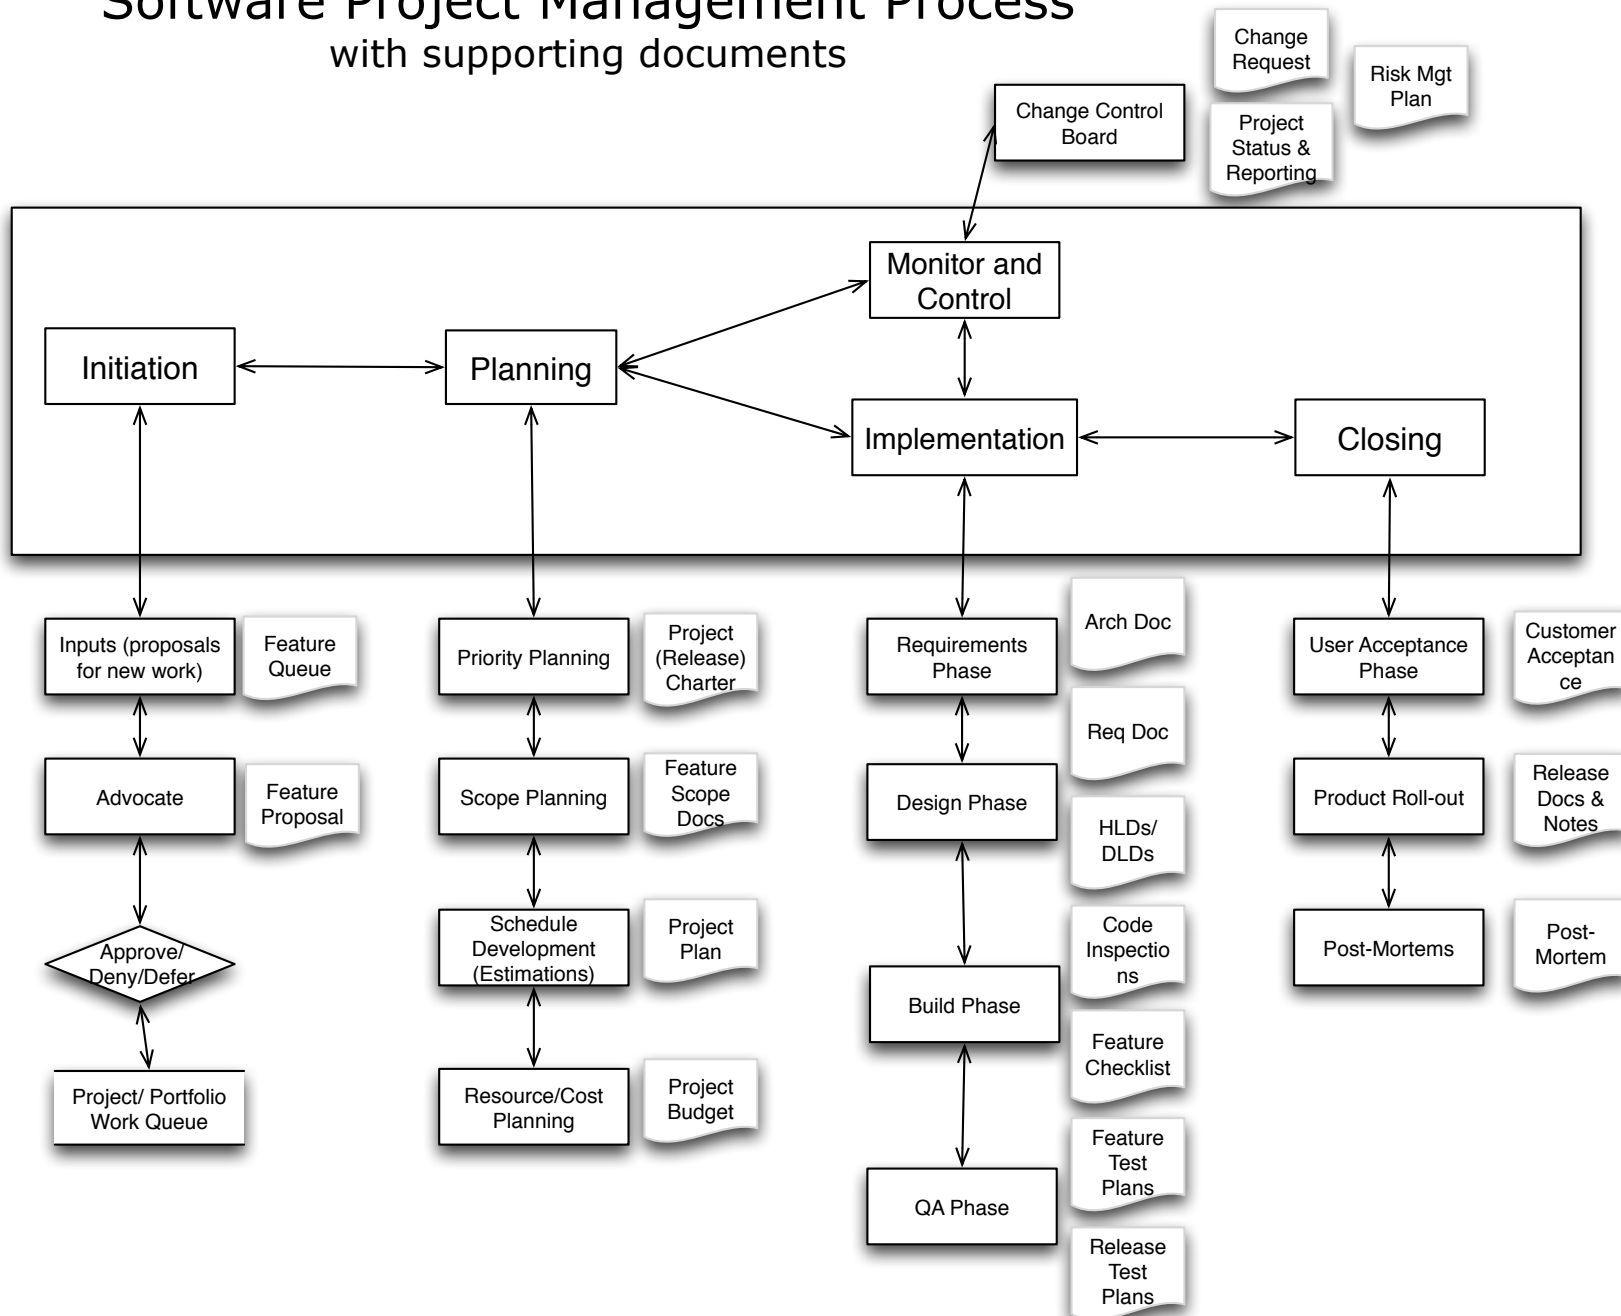 Software Project Management Process
with supporting documents
Change
Request
Risk Mgt
Plan
Change Control
Board
Project
Status &
Reporting
Monitor and
Control
Initiation
Planning
Implementation
Closing
Inputs (proposals
for new work)
Feature
Queue
Priority Planning
Project
(Release)
Charter
Requirements
Phase
Arch Doc
User Acceptance
Phase
Customer
Acceptan
ce
Req Doc
Advocate
Feature
Proposal
Scope Planning
Feature
Scope
Docs
Design Phase
HLDs/
DLDs
Product Roll-out
Release
Docs &
Notes
Approve/
Deny/Defer
Schedule
Development
(Estimations)
Project
Plan
Code
Inspectio
ns
Post-Mortems
Post-
Mortem
Build Phase
Feature
Checklist
Project/ Portfolio
Work Queue
Resource/Cost
Planning
Project
Budget
Feature
Test
Plans
QA Phase
Release
Test
Plans